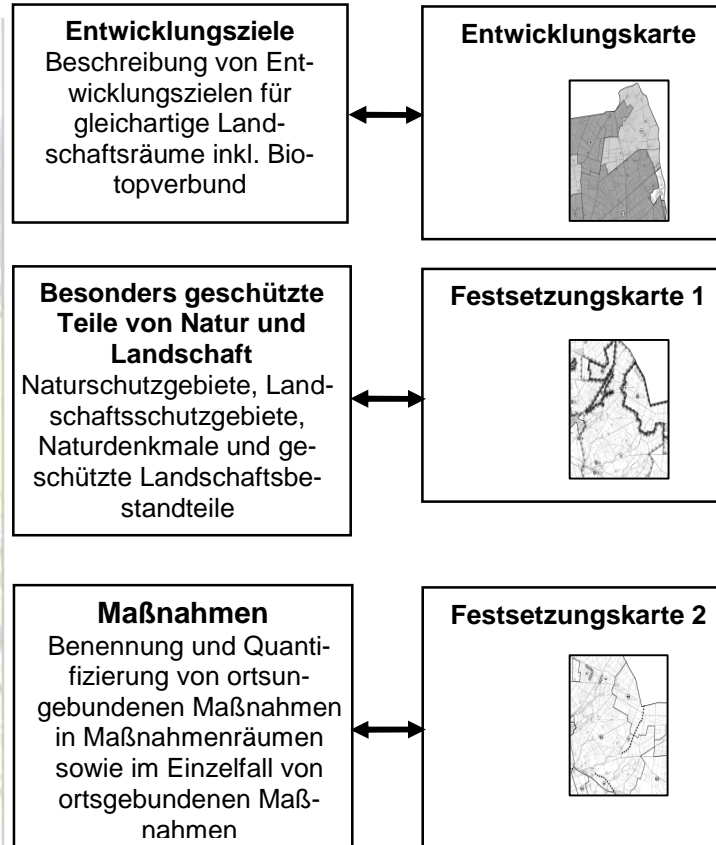 Entwicklungsziele
Beschreibung von Ent-
wicklungszielen für
gleichartige Land-
schaftsräume inkl. Bio-
topverbund
Entwicklungskarte
Besonders geschützte
Teile von Natur und
Landschaft
Naturschutzgebiete, Land-
schaftsschutzgebiete,
Naturdenkmale und ge-
schützte Landschaftsbe-
standteile
Festsetzungskarte 1
Maßnahmen
Benennung und Quanti-
fizierung von ortsun-
gebundenen Maßnahmen
in Maßnahmenräumen
sowie im Einzelfall von
ortsgebundenen Maß-
nahmen
Festsetzungskarte 2